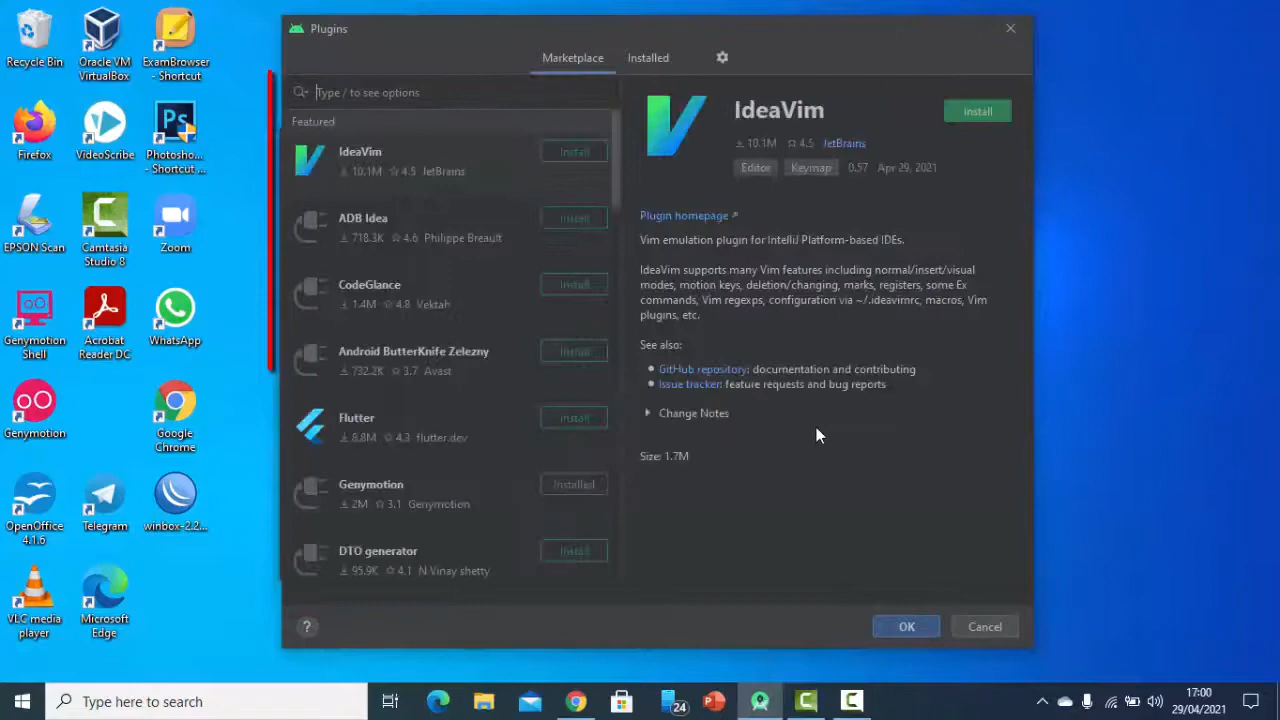 Recycle Bin
Oracle VM
VirtualBox
ExamBrowser
- Shortcut
Firefox
VideoScribe
Photosho...
- Shortcut ...
EPSON Scan
Camtasia
Studio 8
Zoom
Genymotion
Shell
Acrobat
Reader DC
WhatsApp
Genymotion
Google
Chrome
OpenOffice
4.1.6
Telegram
winbox-2.2...
VLC media
player
Microsoft
Edge
Plugins
Marketplace
Installed
Type / to see options
Featured
IdeaVim
10.1M 4.5 JetBrains
Install
ADB Idea
718.3K 4.6 Philippe Breault
Install
CodeGlance
1.4M 4.8 Vektah
Install
Android ButterKnife Zelezny
732.2K 3.7 Avast
Install
Flutter
8.8M 4.3 flutter.dev
Install
Genymotion
2M 3.1 Genymotion
Installed
DTO generator
95.9K 4.1 N Vinay shetty
Install
IdeaVim
Install
10.1M 4.5 JetBrains
Editor Keymap 0.57 Apr 29, 2021
Plugin homepage
Vim emulation plugin for IntelliJ Platform-based IDEs.
IdeaVim supports many Vim features including normal/insert/visual
modes, motion keys, deletion/changing, marks, registers, some Ex
commands, Vim regexps, configuration via ~/.ideavimrc, macros, Vim
plugins, etc.
See also:
GitHub repository: documentation and contributing
Issue tracker: feature requests and bug reports
Change Notes
Size: 1.7M
?
OK
Cancel
Type here to search
24
17:00
29/04/2021